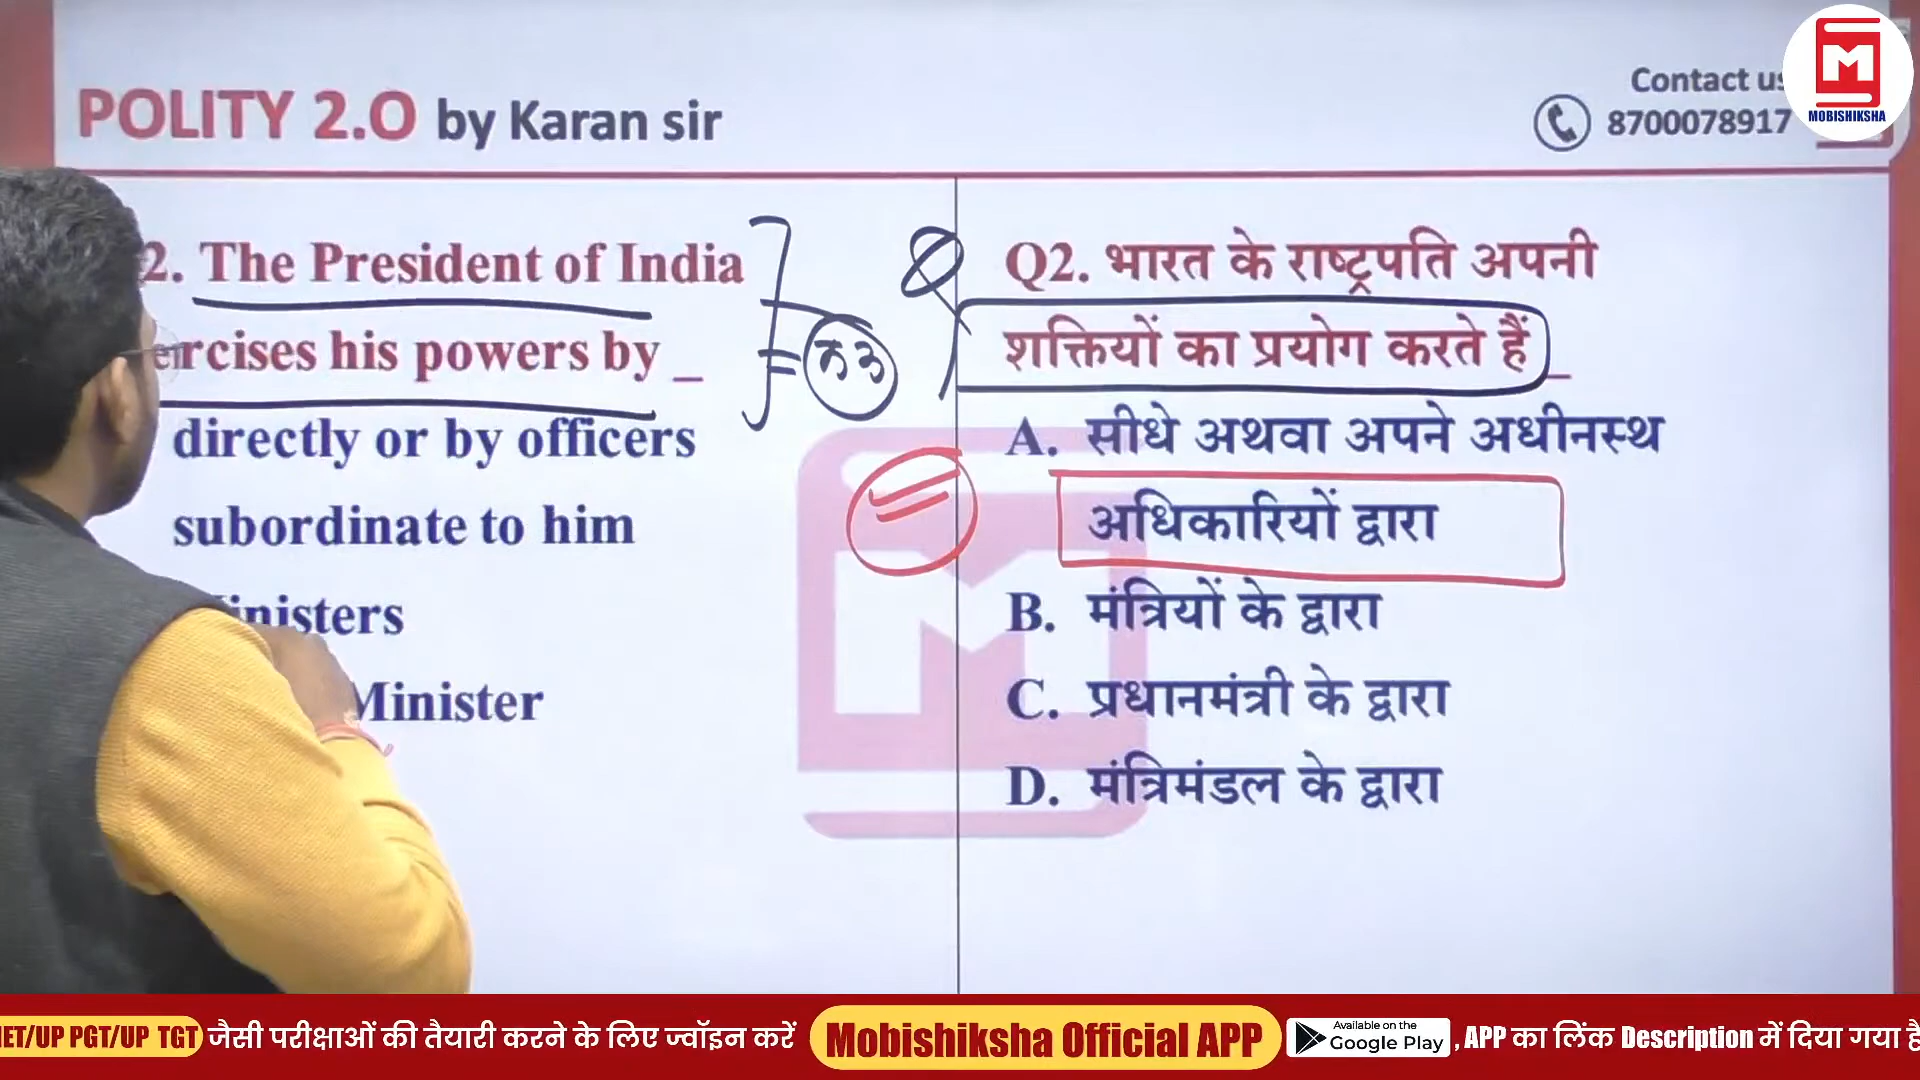 POLITY 2.O by Karan sir
Contact us
8700078917
MOBISHIKSHA
2. The President of India
ercises his powers by _
directly or by officers
subordinate to him
inisters
Minister
Q2. भारत के राष्ट्रपति अपनी
शक्तियों का प्रयोग करते हैं _
A. सीधे अथवा अपने अधीनस्थ
अधिकारियों द्वारा
B. मंत्रियों के द्वारा
C. प्रधानमंत्री के द्वारा
D. मंत्रिमंडल के द्वारा
NET/UP PGT/UP TGT जैसी परीक्षाओं की तैयारी करने के लिए ज्वॉइन करें Mobishiksha Official APP Available on the Google Play , APP का लिंक Description में दिया गया है